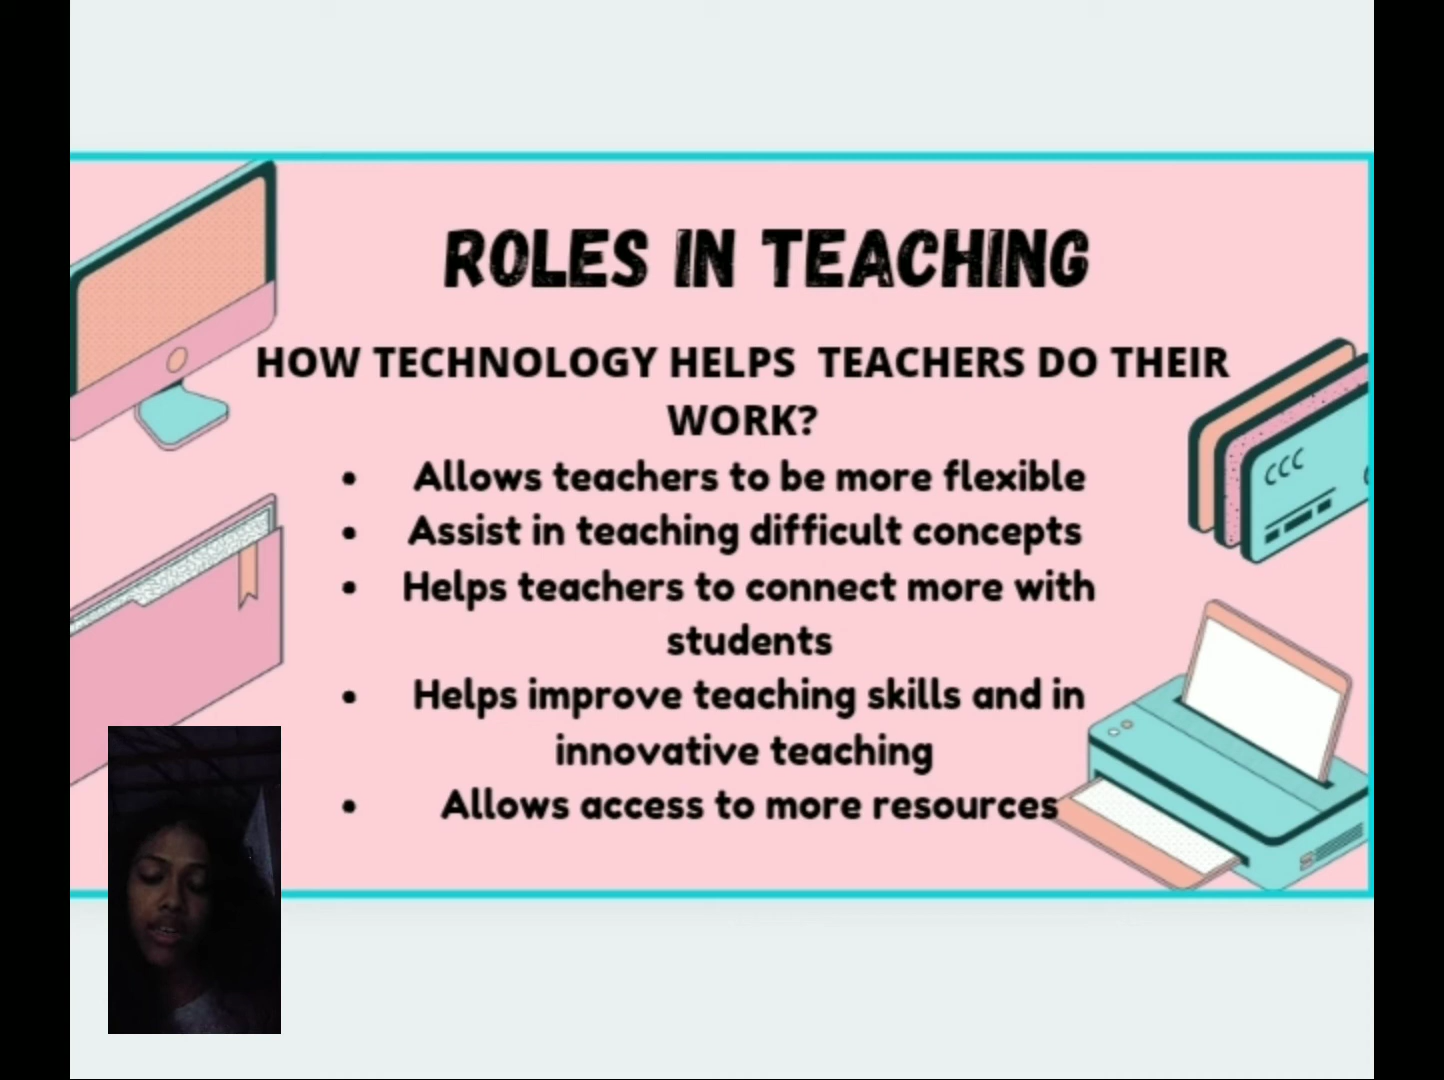 ROLES IN TEACHING
HOW TECHNOLOGY HELPS TEACHERS DO THEIR
WORK?
• Allows teachers to be more flexible
• Assist in teaching difficult concepts
• Helps teachers to connect more with
students
• Helps improve teaching skills and in
innovative teaching
• Allows access to more resources
CCC